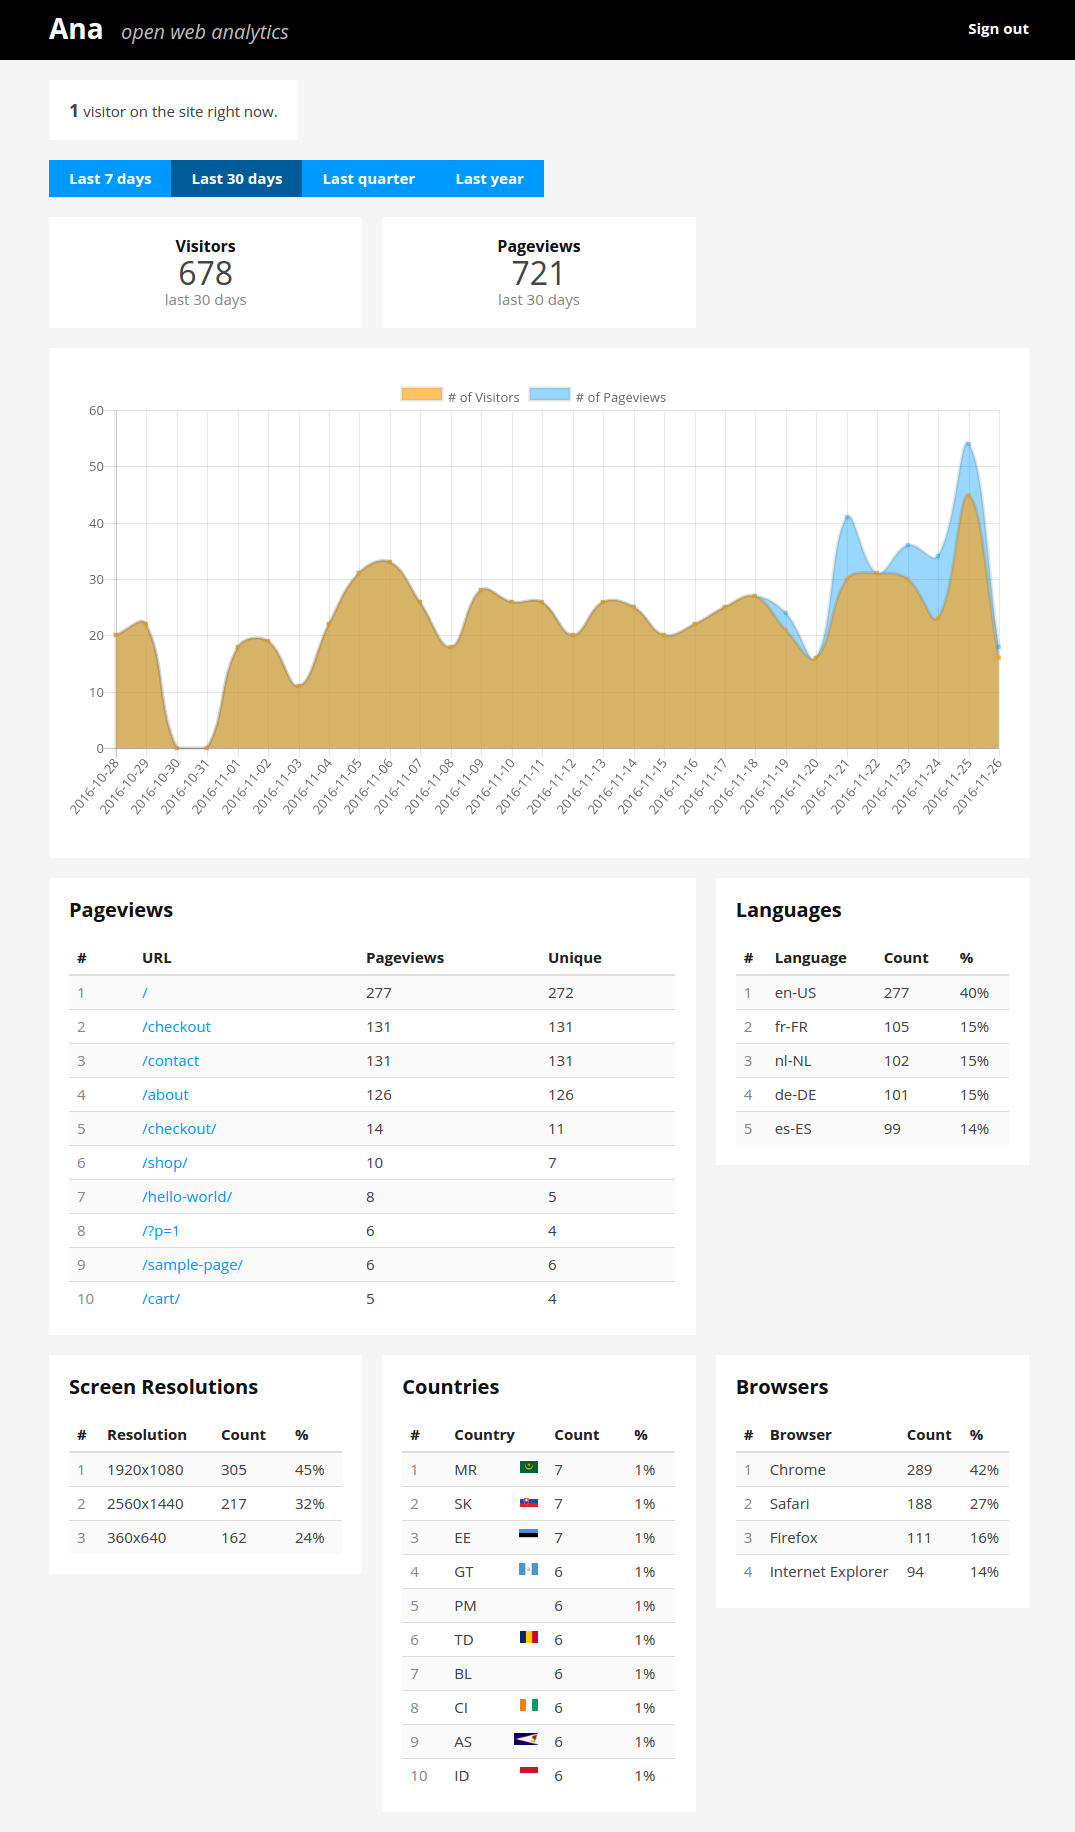 Ana open web analytics Sign out
1 visitor on the site right now.
Last 7 days Last 30 days Last quarter Last year
Visitors
678
last 30 days
Pageviews
721
last 30 days
# of Visitors # of Pageviews
60
50
40
30
20
10
0
2016-10-28 2016-10-29 2016-10-30 2016-10-31 2016-11-01 2016-11-02 2016-11-03 2016-11-04 2016-11-05 2016-11-06 2016-11-07 2016-11-08 2016-11-09 2016-11-10 2016-11-11 2016-11-12 2016-11-13 2016-11-14 2016-11-15 2016-11-16 2016-11-17 2016-11-18 2016-11-19 2016-11-20 2016-11-21 2016-11-22 2016-11-23 2016-11-24 2016-11-25 2016-11-26
Pageviews
# URL Pageviews Unique
1 / 277 272
2 /checkout 131 131
3 /contact 131 131
4 /about 126 126
5 /checkout/ 14 11
6 /shop/ 10 7
7 /hello-world/ 8 5
8 /?p=1 6 4
9 /sample-page/ 6 6
10 /cart/ 5 4
Languages
# Language Count %
1 en-US 277 40%
2 fr-FR 105 15%
3 nl-NL 102 15%
4 de-DE 101 15%
5 es-ES 99 14%
Screen Resolutions
# Resolution Count %
1 1920x1080 305 45%
2 2560x1440 217 32%
3 360x640 162 24%
Countries
# Country Count %
1 MR 7 1%
2 SK 7 1%
3 EE 7 1%
4 GT 6 1%
5 PM 6 1%
6 TD 6 1%
7 BL 6 1%
8 CI 6 1%
9 AS 6 1%
10 ID 6 1%
Browsers
# Browser Count %
1 Chrome 289 42%
2 Safari 188 27%
3 Firefox 111 16%
4 Internet Explorer 94 14%